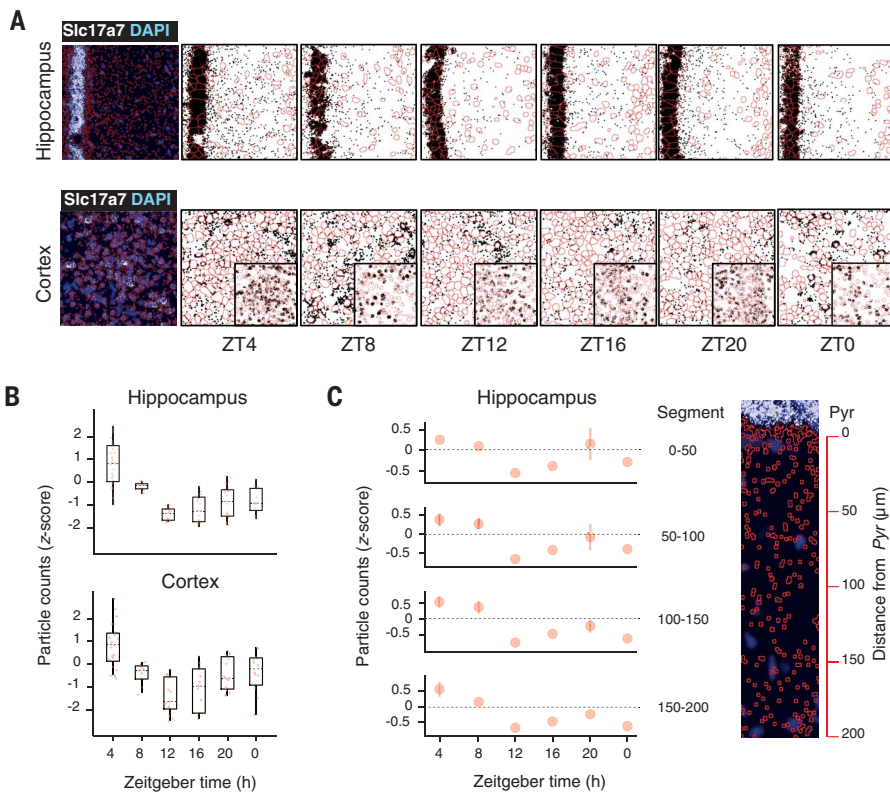 A
Slc17a7 DAPI
Hippocampus
Slc17a7 DAPI
Cortex
ZT4 ZT8 ZT12 ZT16 ZT20 ZT0
B
Hippocampus
2
1
0
-1
-2
Cortex
2
1
0
-1
-2
Particle counts (z-score)
4 8 12 16 20 0
Zeitgeber time (h)
C
Hippocampus
Segment
0.5
0
-0.5
0-50
0.5
0
-0.5
50-100
0.5
0
-0.5
100-150
0.5
0
-0.5
150-200
Particle counts (z-score)
4 8 12 16 20 0
Zeitgeber time (h)
Pyr
0
50
100
150
200
Distance from Pyr (μm)